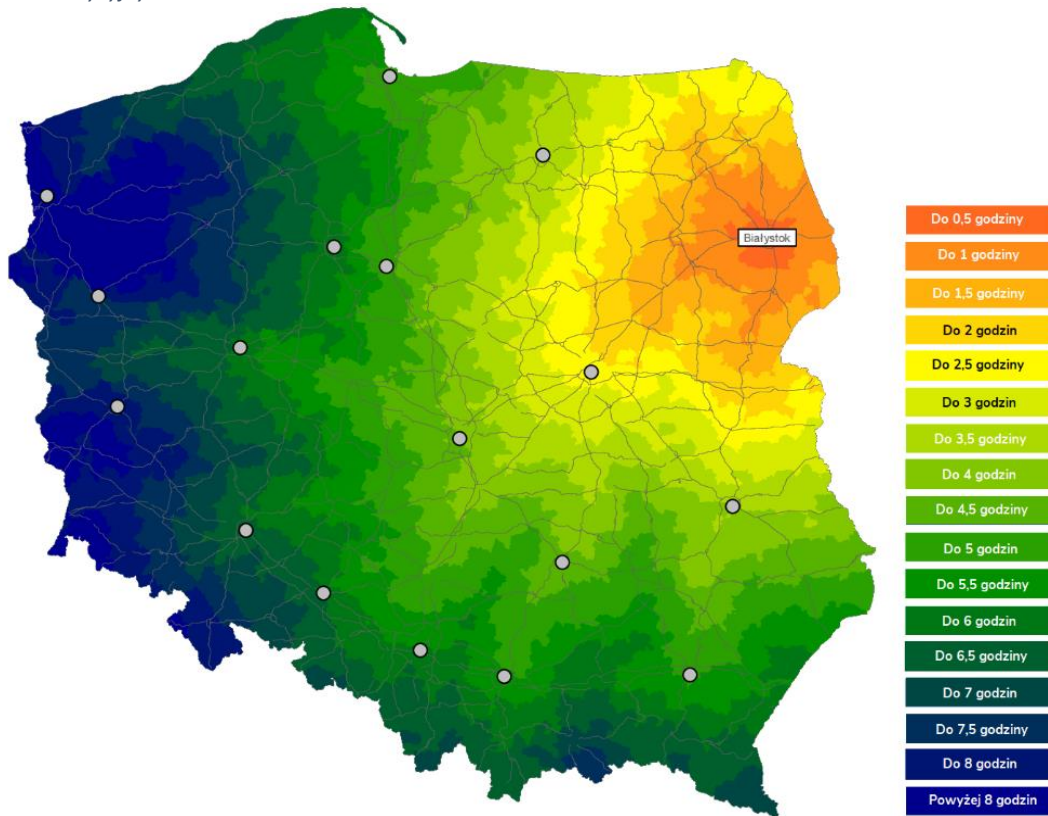 Białystok
Do 0,5 godziny
Do 1 godziny
Do 1,5 godziny
Do 2 godzin
Do 2,5 godziny
Do 3 godzin
Do 3,5 godziny
Do 4 godzin
Do 4,5 godziny
Do 5 godzin
Do 5,5 godziny
Do 6 godzin
Do 6,5 godziny
Do 7 godzin
Do 7,5 godziny
Do 8 godzin
Powyżej 8 godzin